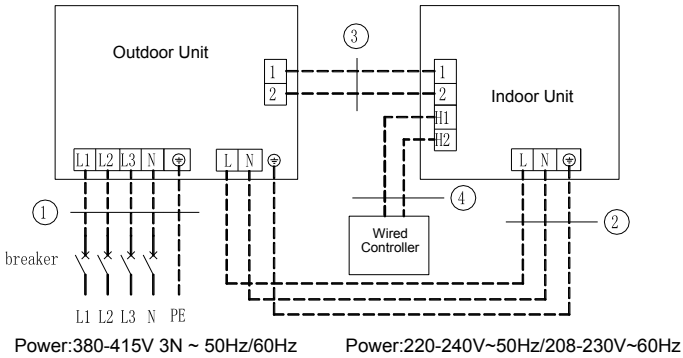 Outdoor Unit
Indoor Unit
③
1
2
1
2
H1
H2
L1 L2 L3 N ⏚
L N ⏚
L N ⏚
①
④
②
Wired
Controller
breaker
L1 L2 L3 N PE
Power:380-415V 3N ~ 50Hz/60Hz
Power:220-240V~50Hz/208-230V~60Hz